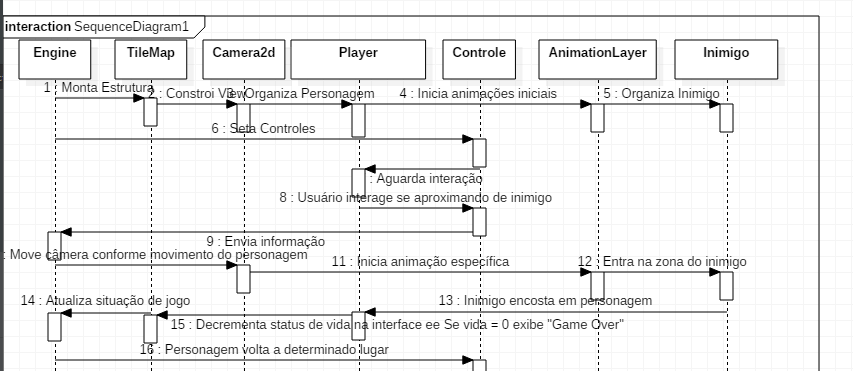 interaction SequenceDiagram1
Engine
TileMap
Camera2d
Player
Controle
AnimationLayer
Inimigo
1 : Monta Estrutura
2 : Constroi View
3 : Organiza Personagem
4 : Inicia animações iniciais
5 : Organiza Inimigo
6 : Seta Controles
: Aguarda interação
8 : Usuário interage se aproximando de inimigo
9 : Envia informação
: Move câmera conforme movimento do personagem
11 : Inicia animação específica
12 : Entra na zona do inimigo
13 : Inimigo encosta em personagem
14 : Atualiza situação de jogo
15 : Decrementa status de vida na interface ee Se vida = 0 exibe "Game Over"
16 : Personagem volta a determinado lugar